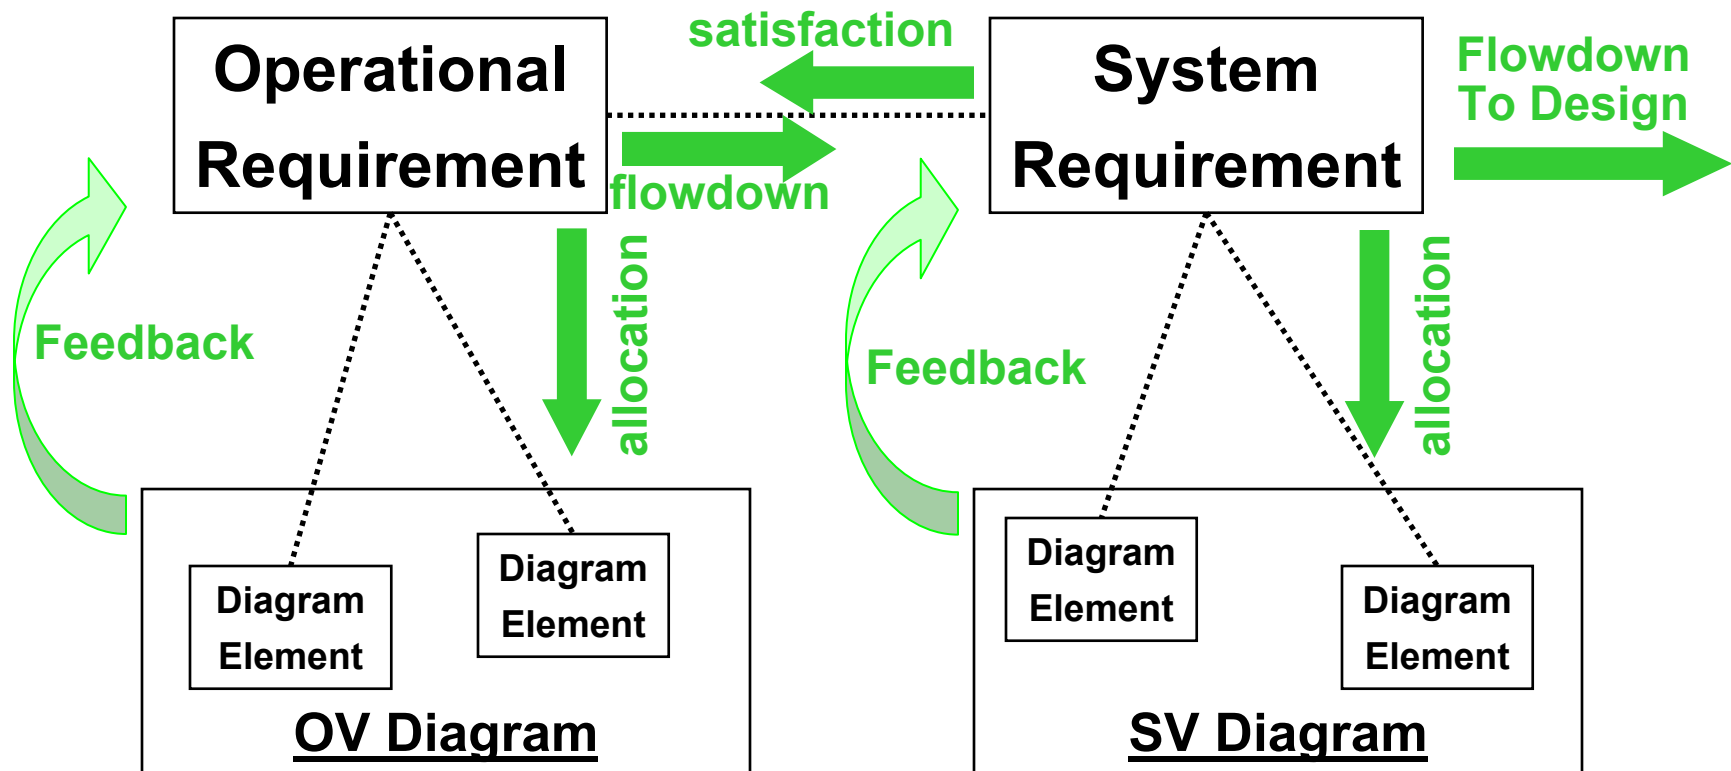 Operational
Requirement
satisfaction
flowdown
System
Requirement
Flowdown
To Design
Feedback
allocation
Feedback
allocation
Diagram
Element
Diagram
Element
OV Diagram
Diagram
Element
Diagram
Element
SV Diagram